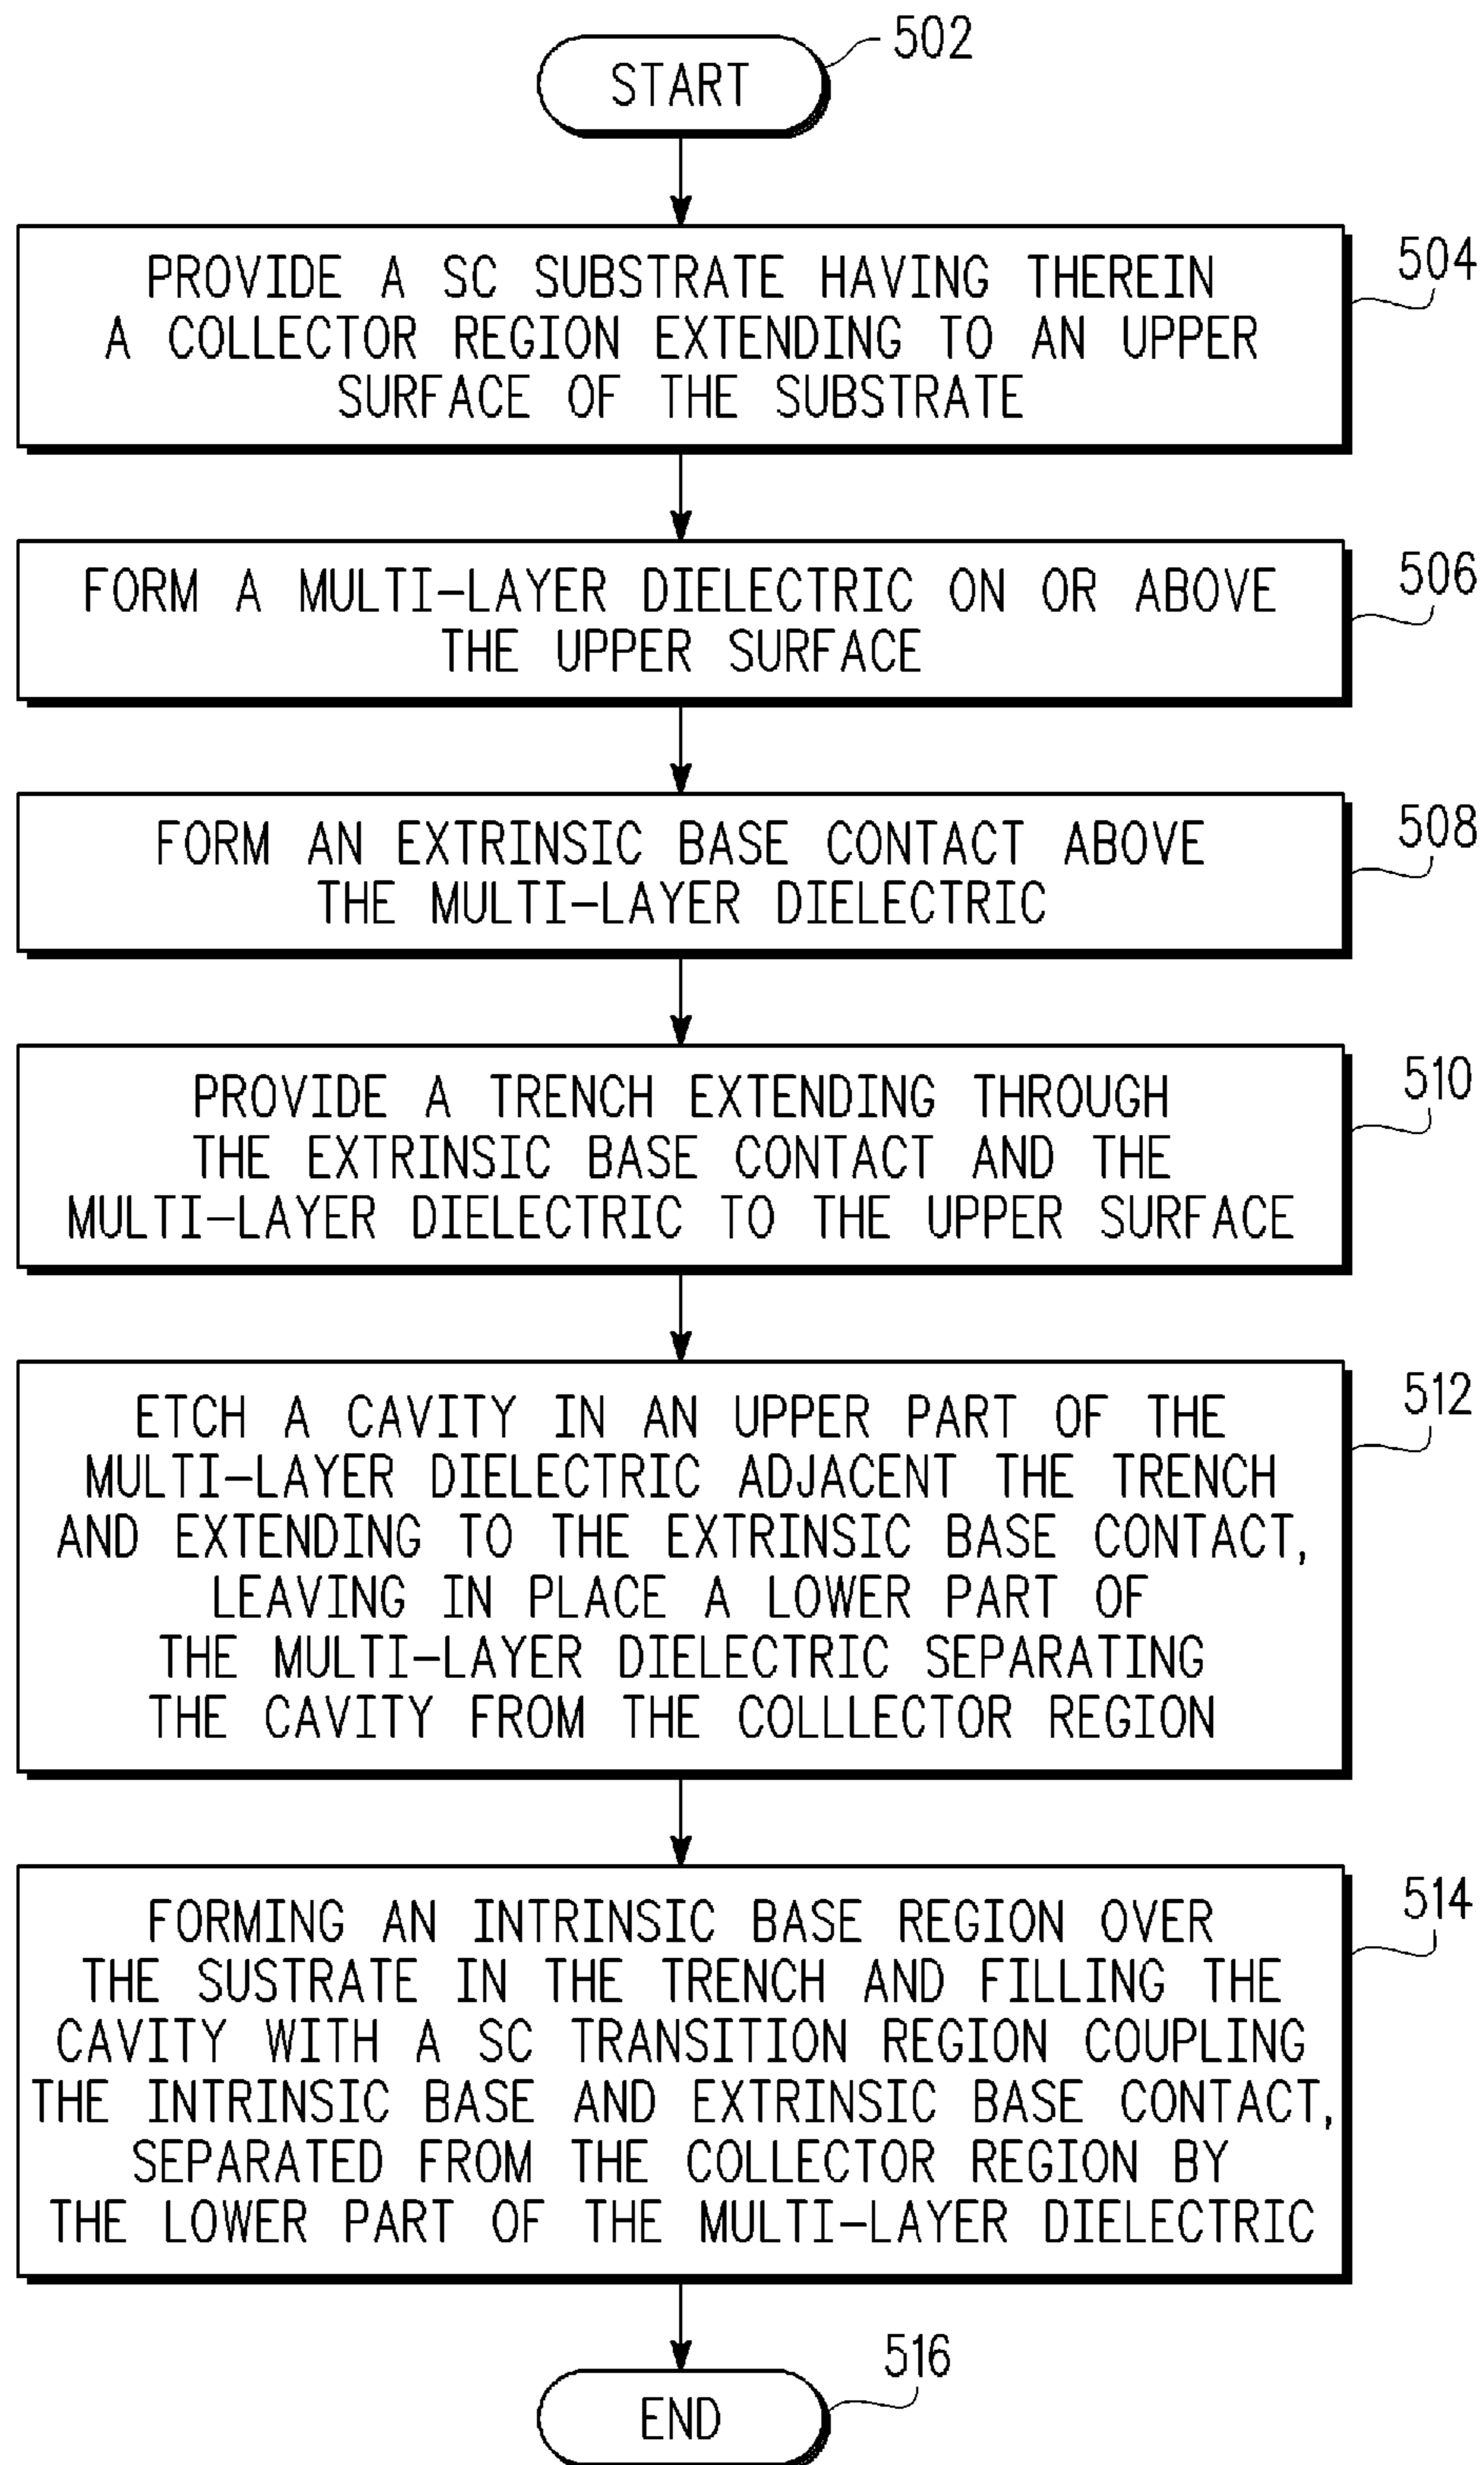 START
502
PROVIDE A SC SUBSTRATE HAVING THEREIN
A COLLECTOR REGION EXTENDING TO AN UPPER
SURFACE OF THE SUBSTRATE
504
FORM A MULTI-LAYER DIELECTRIC ON OR ABOVE
THE UPPER SURFACE
506
FORM AN EXTRINSIC BASE CONTACT ABOVE
THE MULTI-LAYER DIELECTRIC
508
PROVIDE A TRENCH EXTENDING THROUGH
THE EXTRINSIC BASE CONTACT AND THE
MULTI-LAYER DIELECTRIC TO THE UPPER SURFACE
510
ETCH A CAVITY IN AN UPPER PART OF THE
MULTI-LAYER DIELECTRIC ADJACENT THE TRENCH
AND EXTENDING TO THE EXTRINSIC BASE CONTACT,
LEAVING IN PLACE A LOWER PART OF
THE MULTI-LAYER DIELECTRIC SEPARATING
THE CAVITY FROM THE COLLLECTOR REGION
512
FORMING AN INTRINSIC BASE REGION OVER
THE SUSTRATE IN THE TRENCH AND FILLING THE
CAVITY WITH A SC TRANSITION REGION COUPLING
THE INTRINSIC BASE AND EXTRINSIC BASE CONTACT,
SEPARATED FROM THE COLLECTOR REGION BY
THE LOWER PART OF THE MULTI-LAYER DIELECTRIC
514
END
516